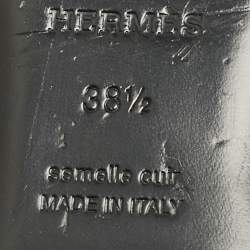 HERMES
38½
semelle cuir
MADE IN ITALY